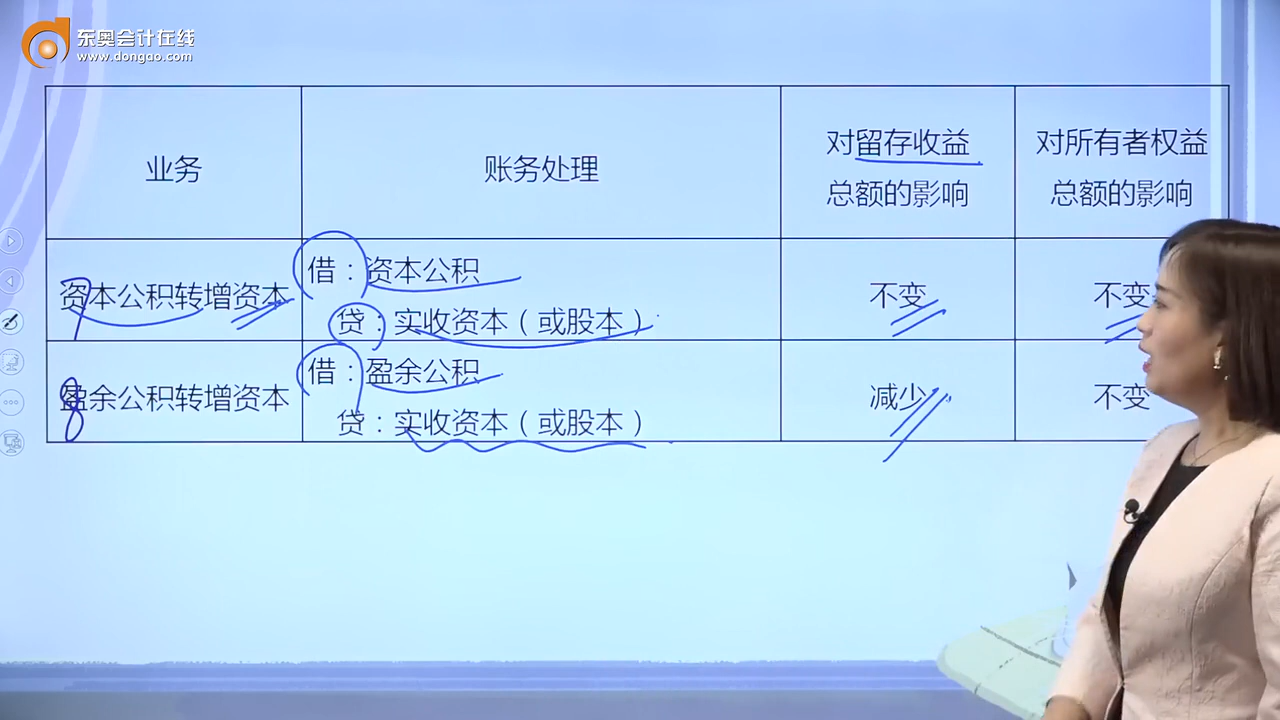 东奥会计在线
www.dongao.com
业务
账务处理
对留存收益
总额的影响
对所有者权益
总额的影响
资本公积转增资本
借：资本公积
贷：实收资本（或股本）
不变
不变
盈余公积转增资本
借：盈余公积
贷：实收资本（或股本）
减少
不变